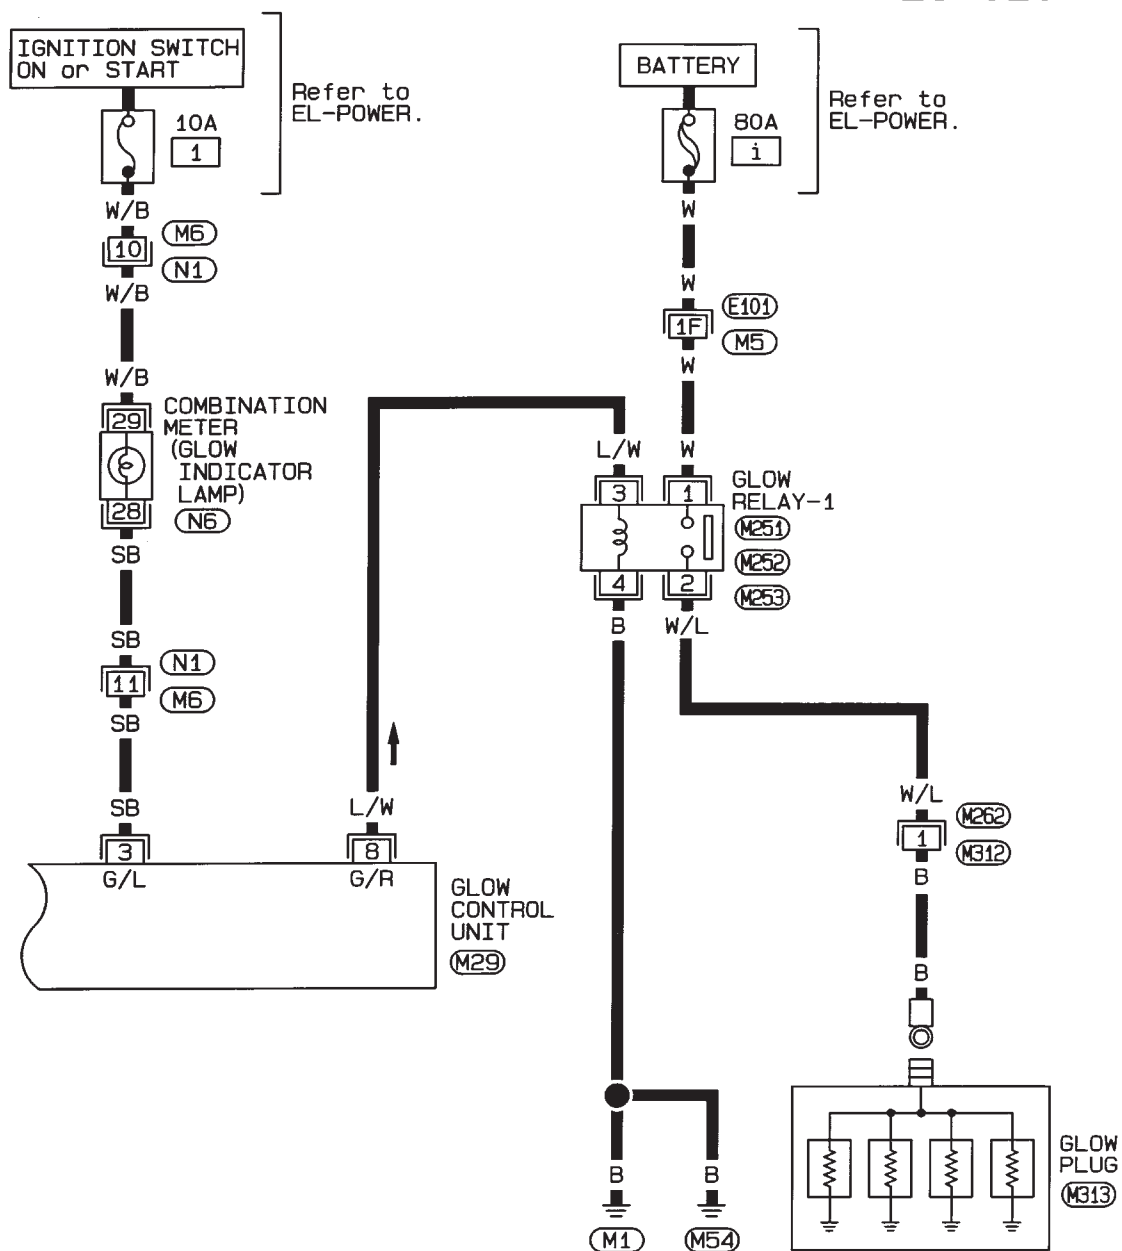 IGNITION SWITCH
ON or START
Refer to
EL-POWER.
10A
1
W/B
M6
10
N1
W/B
W/B
29
COMBINATION
METER
(GLOW
INDICATOR
LAMP)
28
N6
SB
SB
N1
11
M6
SB
SB
3
G/L
L/W
8
G/R
GLOW
CONTROL
UNIT
M29
BATTERY
Refer to
EL-POWER.
80A
i
W
W
E101
1F
M5
W
L/W
W
3
1
GLOW
RELAY-1
M251
M252
M253
4
2
B
W/L
W/L
M262
1
M312
B
B
B
B
M1
M54
GLOW
PLUG
M313